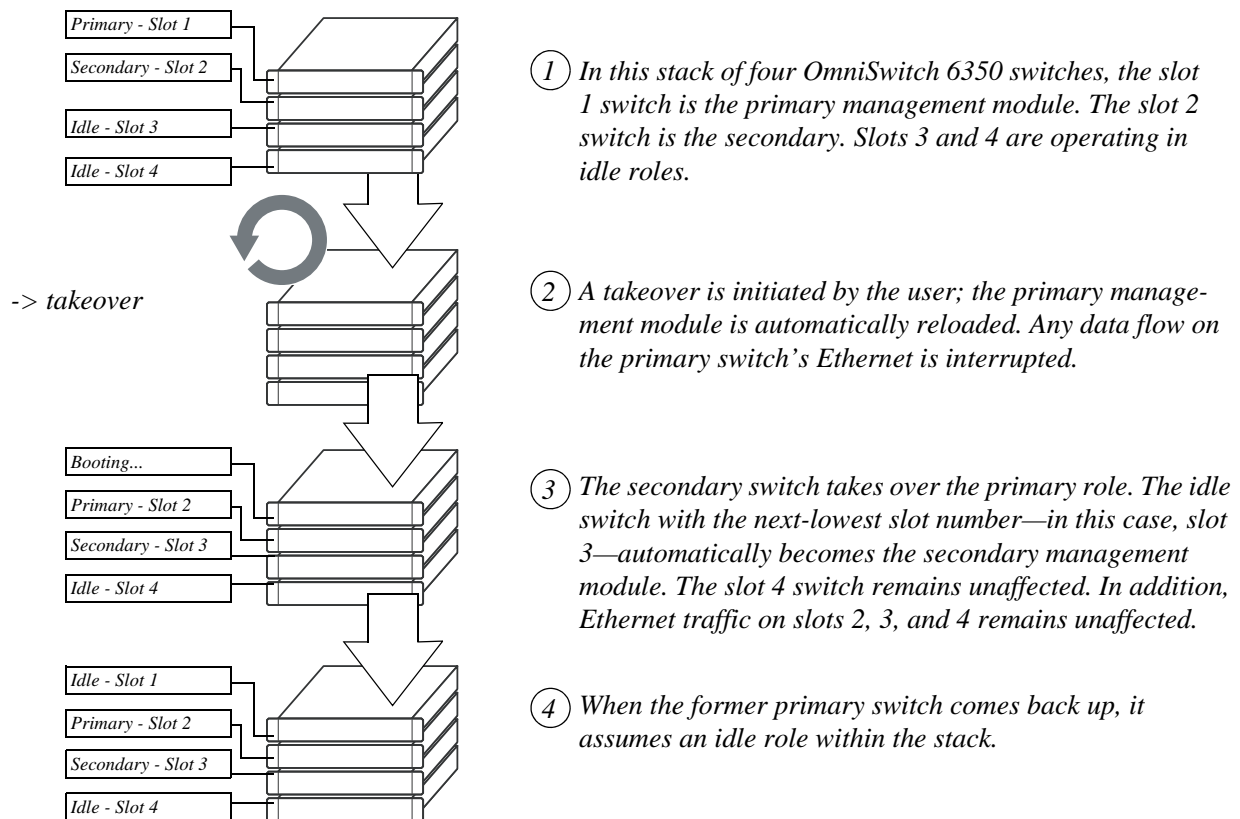 Primary - Slot 1
Secondary - Slot 2
Idle - Slot 3
Idle - Slot 4
1 In this stack of four OmniSwitch 6350 switches, the slot
1 switch is the primary management module. The slot 2
switch is the secondary. Slots 3 and 4 are operating in
idle roles.
-> takeover
2 A takeover is initiated by the user; the primary manage-
ment module is automatically reloaded. Any data flow on
the primary switch’s Ethernet is interrupted.
Booting...
Primary - Slot 2
Secondary - Slot 3
Idle - Slot 4
3 The secondary switch takes over the primary role. The idle
switch with the next-lowest slot number—in this case, slot
3—automatically becomes the secondary management
module. The slot 4 switch remains unaffected. In addition,
Ethernet traffic on slots 2, 3, and 4 remains unaffected.
Idle - Slot 1
Primary - Slot 2
Secondary - Slot 3
Idle - Slot 4
4 When the former primary switch comes back up, it
assumes an idle role within the stack.